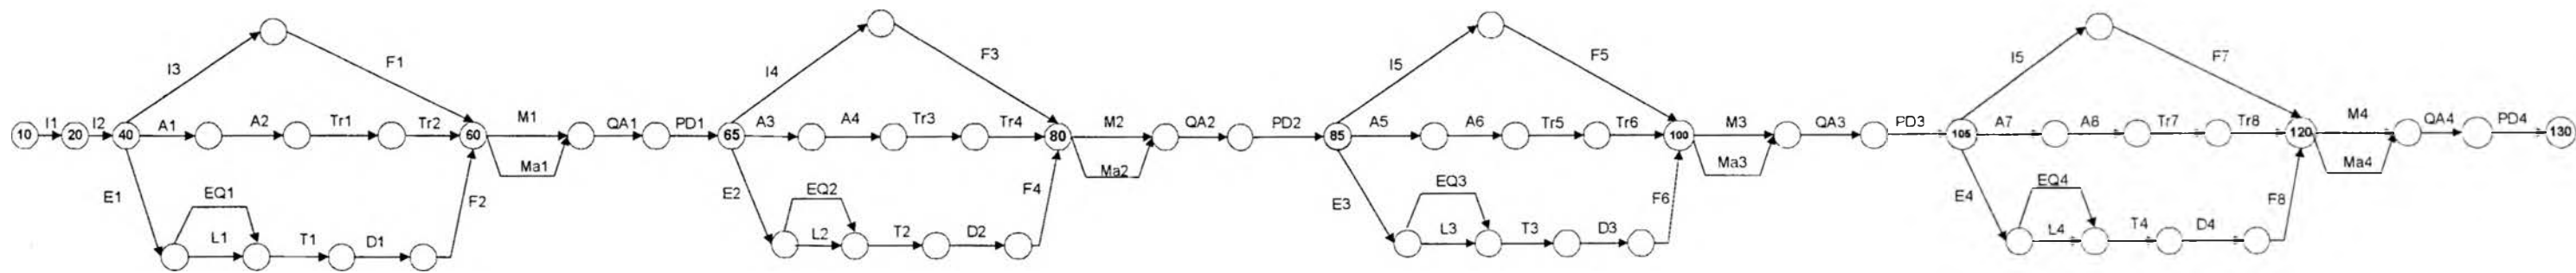 I3 F1 I4 F3 I5 F5 I5 F7
10 I1 20 I2 40 A1 A2 Tr1 Tr2 60 M1 QA1 PD1 65 A3 A4 Tr3 Tr4 80 M2 QA2 PD2 85 A5 A6 Tr5 Tr6 100 M3 QA3 PD3 105 A7 A8 Tr7 Tr8 120 M4 QA4 PD4 130
Ma1 Ma2 Ma3 Ma4
E1 EQ1 F2 E2 EQ2 F4 E3 EQ3 F6 E4 EQ4 F8
L1 T1 D1 L2 T2 D2 L3 T3 D3 L4 T4 D4